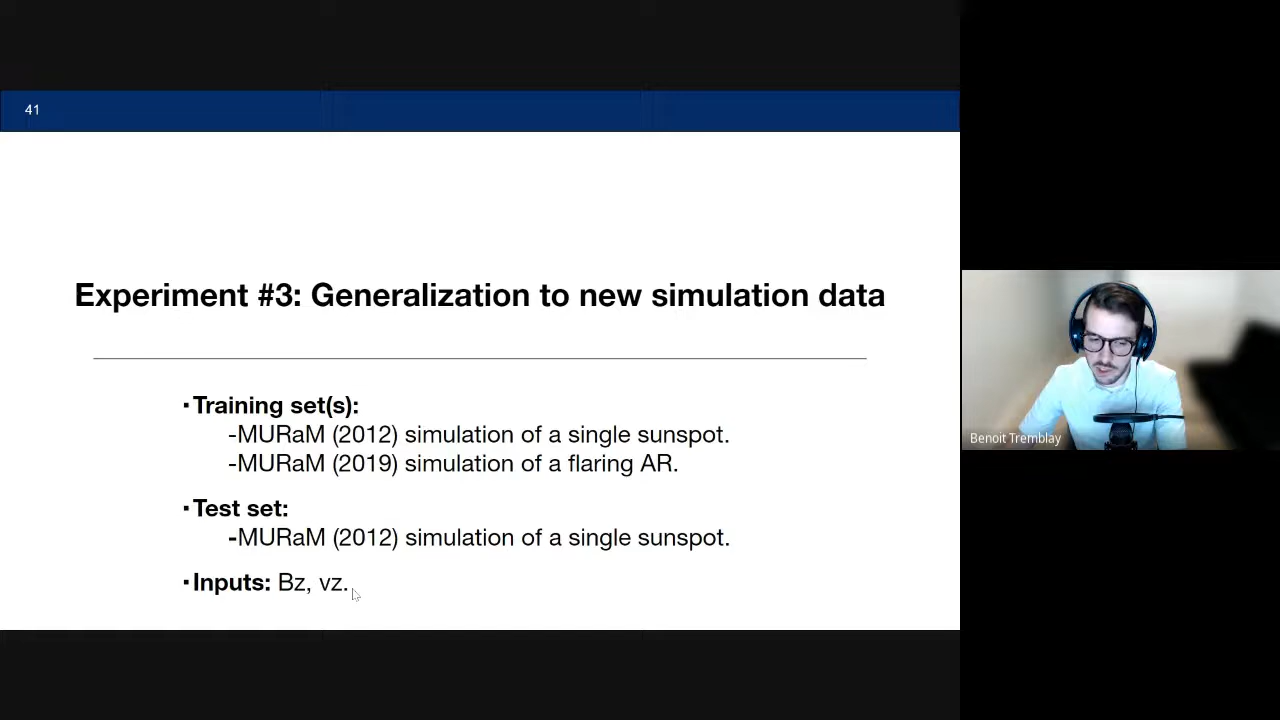 41
Experiment #3: Generalization to new simulation data
▪Training set(s):
-MURaM (2012) simulation of a single sunspot.
-MURaM (2019) simulation of a flaring AR.
▪Test set:
-MURaM (2012) simulation of a single sunspot.
▪Inputs: Bz, vz.
Benoit Tremblay